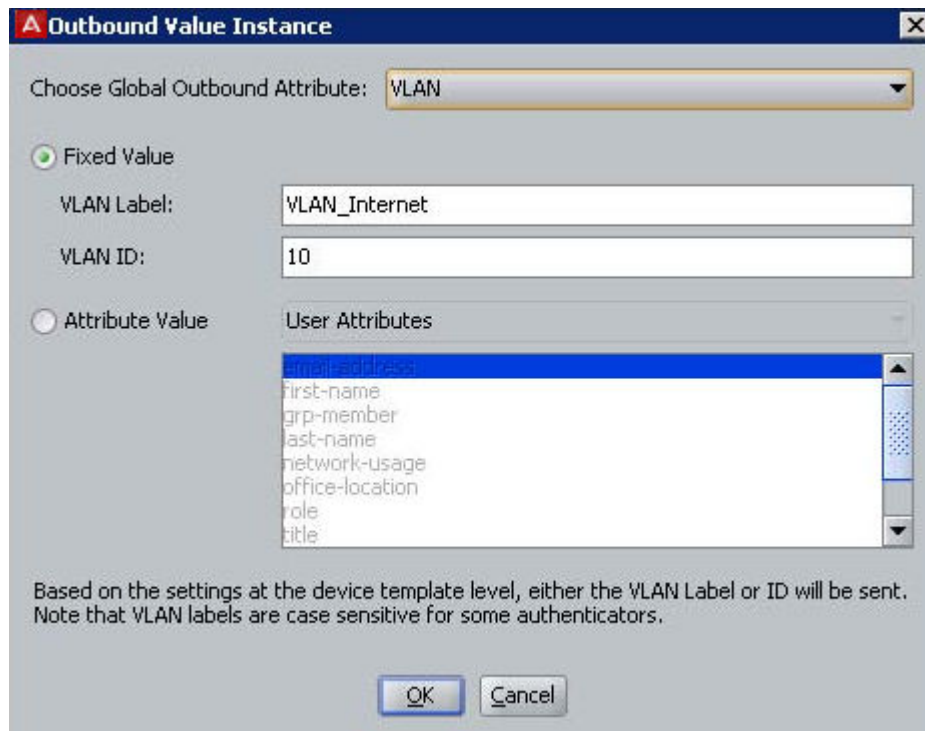 Outbound Value Instance
Choose Global Outbound Attribute: VLAN
Fixed Value
VLAN Label: VLAN_Internet
VLAN ID: 10
Attribute Value User Attributes
email-address
first-name
grp-member
last-name
network-usage
office-location
role
title
Based on the settings at the device template level, either the VLAN Label or ID will be sent.
Note that VLAN labels are case sensitive for some authenticators.
OK Cancel